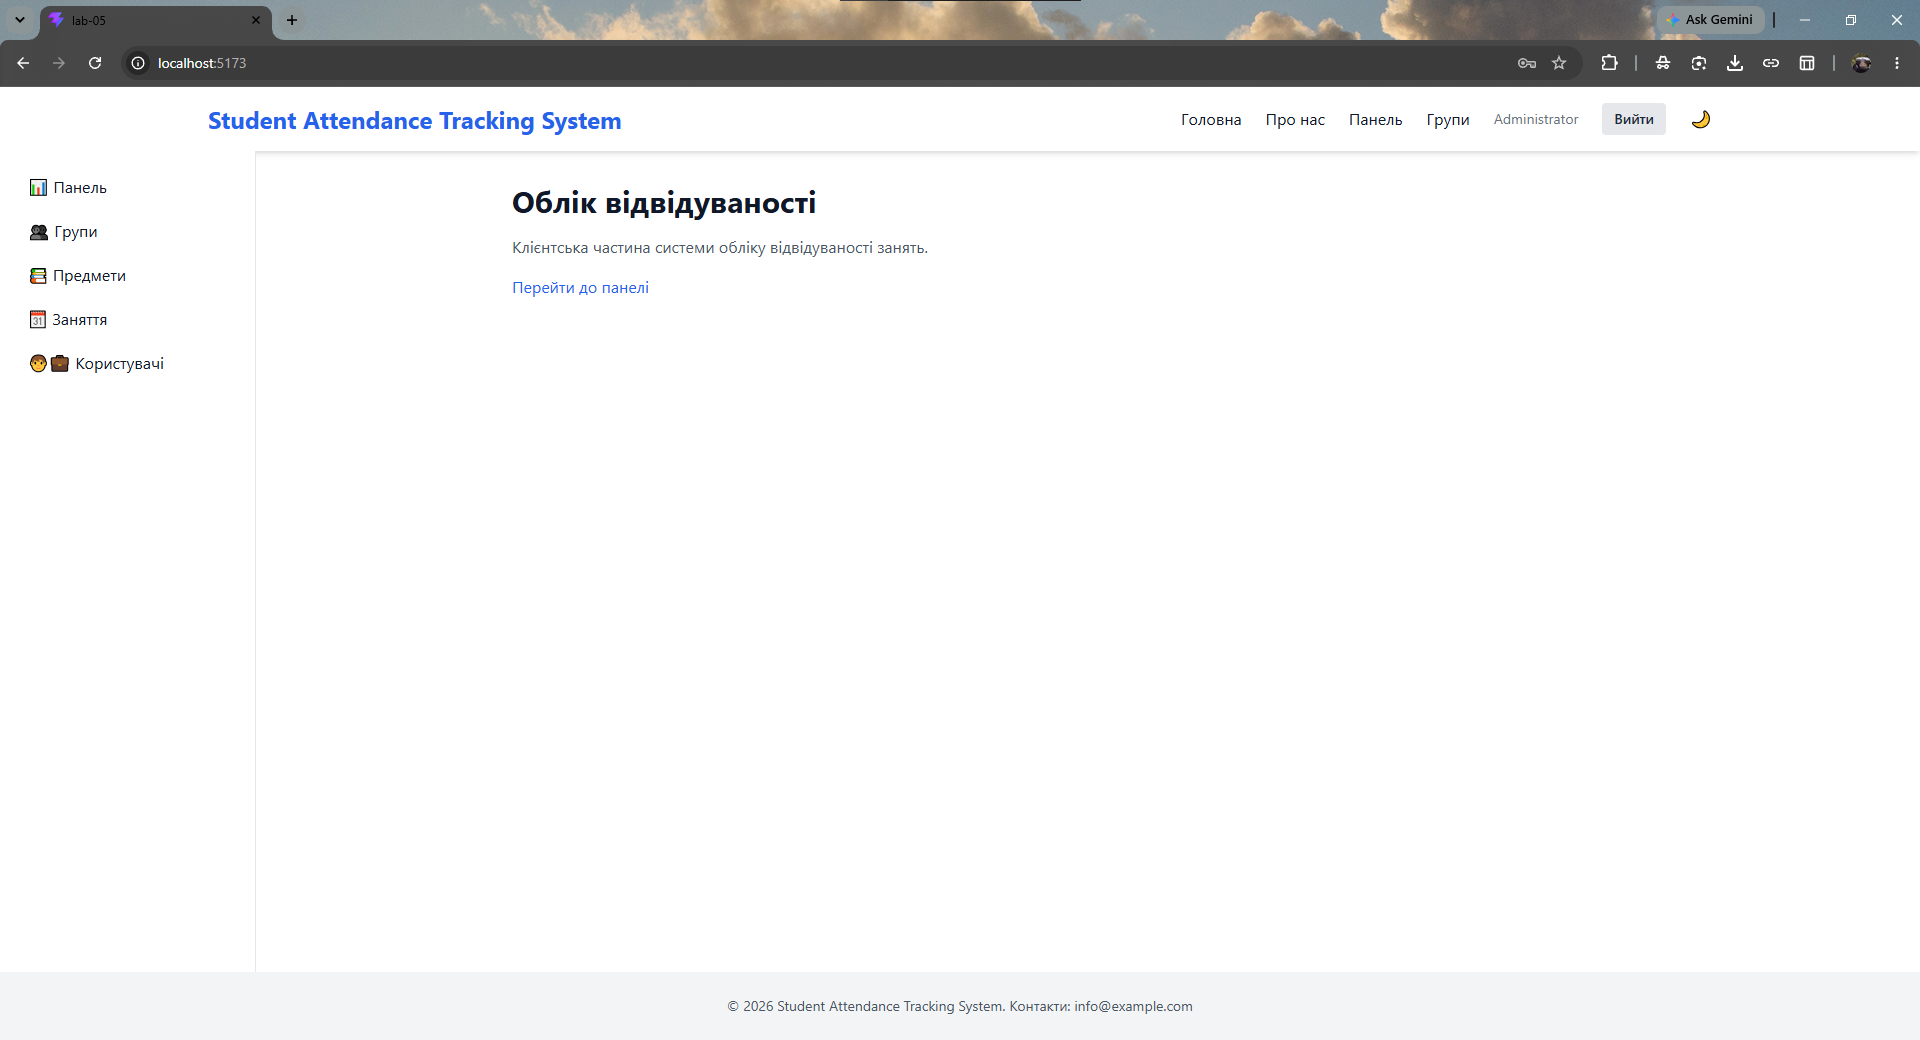 lab-05
Ask Gemini
localhost:5173
Student Attendance Tracking System
Головна
Про нас
Панель
Групи
Administrator
Вийти
Панель
Групи
Предмети
Заняття
Користувачі
Облік відвідуваності
Клієнтська частина системи обліку відвідуваності занять.
Перейти до панелі
© 2026 Student Attendance Tracking System. Контакти: info@example.com